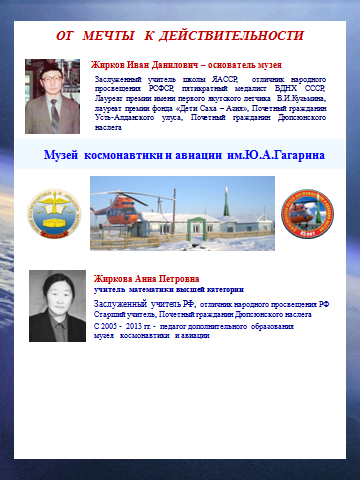 ОТ МЕЧТЫ К ДЕЙСТВИТЕЛЬНОСТИ
Жирков Иван Данилович – основатель музея
Заслуженный учитель школы ЯАССР, отличник народного
просвещения РСФСР, пятикратный медалист ВДНХ СССР,
Лауреат премии имени первого якутского летчика В.И.Кузьмина,
лауреат премии фонда «Дети Саха – Азия», Почетный гражданин
Усть-Алданского улуса, Почетный гражданин Дюпсюнского
наслега
Музей космонавтики и авиации им.Ю.А.Гагарина
Жиркова Анна Петровна
учитель математики высшей категории
Заслуженный учитель РФ, отличник народного просвещения РФ
Старший учитель, Почетный гражданин Дюпсюнского наслега
С 2005 - 2013 гг. - педагог дополнительного образования
музея космонавтики и авиации